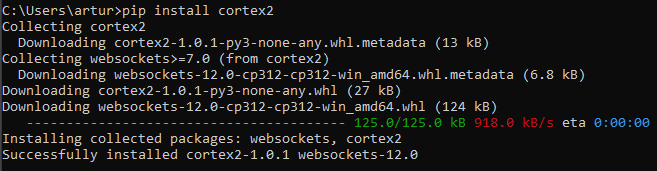 C:\Users\artur>pip install cortex2
Collecting cortex2
  Downloading cortex2-1.0.1-py3-none-any.whl.metadata (13 kB)
Collecting websockets>=7.0 (from cortex2)
  Downloading websockets-12.0-cp312-cp312-win_amd64.whl.metadata (6.8 kB)
Downloading cortex2-1.0.1-py3-none-any.whl (27 kB)
Downloading websockets-12.0-cp312-cp312-win_amd64.whl (124 kB)
   ---------------------------------------- 125.0/125.0 kB 918.0 kB/s eta 0:00:00
Installing collected packages: websockets, cortex2
Successfully installed cortex2-1.0.1 websockets-12.0